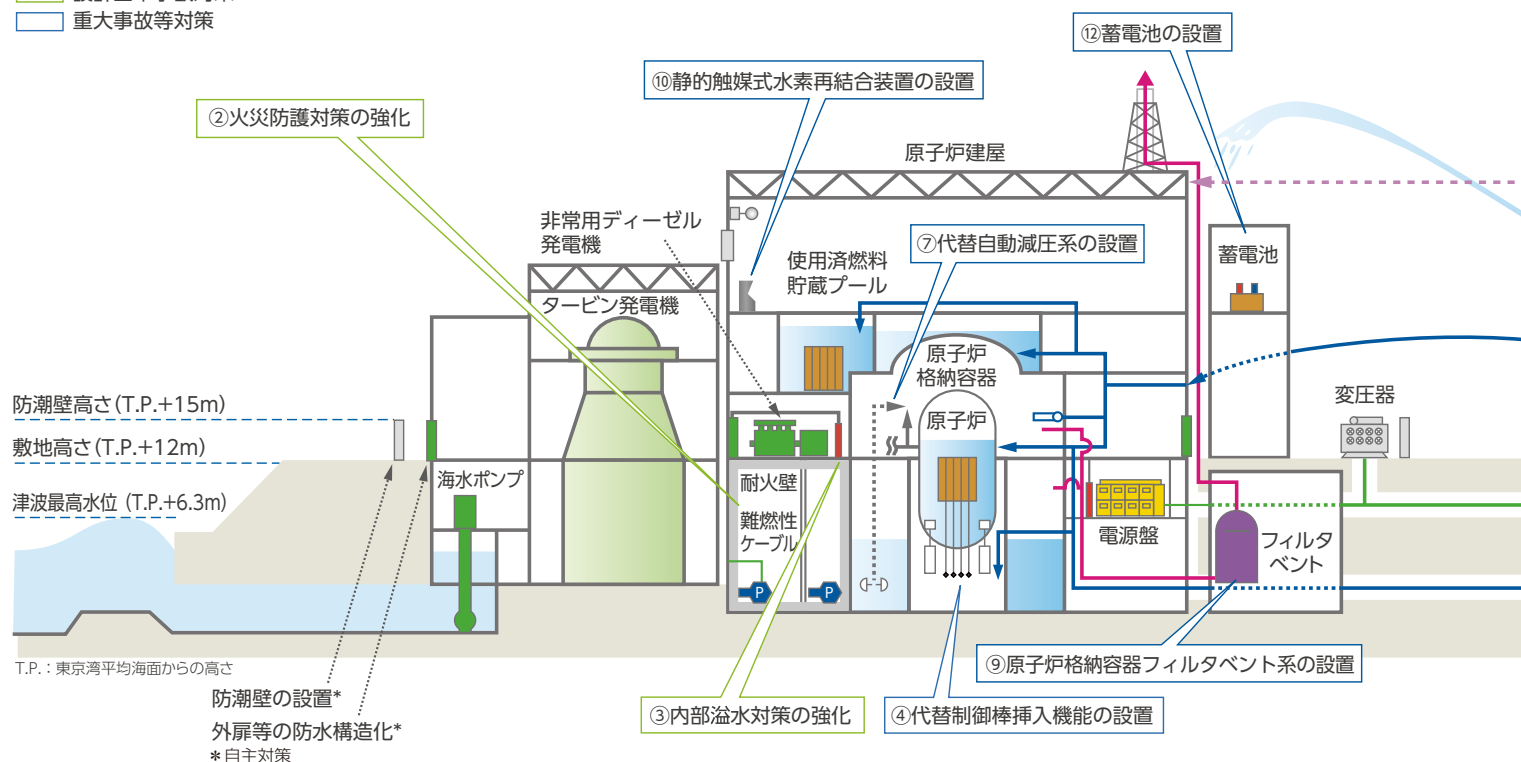 重大事故等対策
⑫蓄電池の設置
⑩静的触媒式水素再結合装置の設置
②火災防護対策の強化
原子炉建屋
非常用ディーゼル
発電機
⑦代替自動減圧系の設置
使用済燃料
貯蔵プール
蓄電池
タービン発電機
原子炉
格納容器
防潮壁高さ(T.P.+15m)
変圧器
原子炉
敷地高さ(T.P.+12m)
海水ポンプ
耐火壁
津波最高水位 (T.P.+6.3m)
難燃性
ケーブル
電源盤
フィルタ
ベント
P
P
T.P.：東京湾平均海面からの高さ
⑨原子炉格納容器フィルタベント系の設置
防潮壁の設置*
③内部溢水対策の強化
④代替制御棒挿入機能の設置
外扉等の防水構造化*
＊自主対策